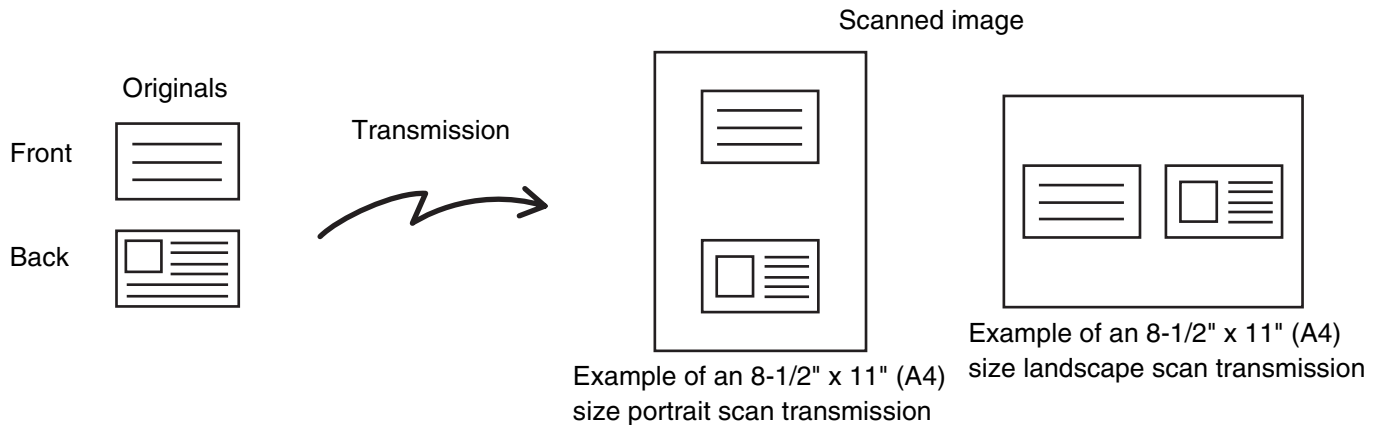 Scanned image
Originals
Front
Back
Transmission
Example of an 8-1/2" x 11" (A4)
size portrait scan transmission
Example of an 8-1/2" x 11" (A4)
size landscape scan transmission